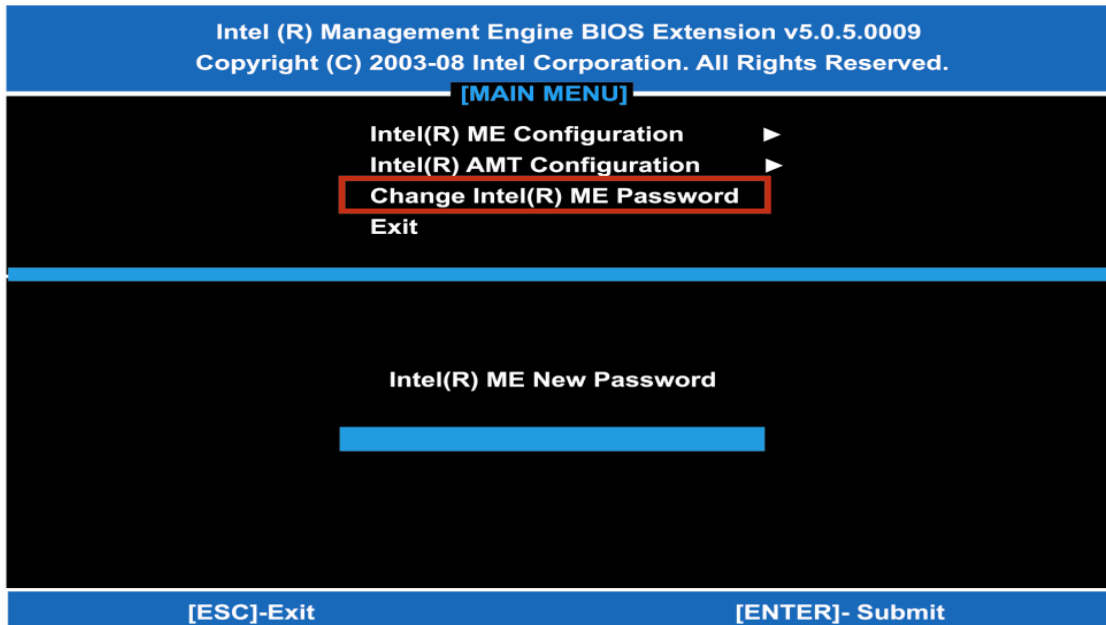 Intel (R) Management Engine BIOS Extension v5.0.5.0009
Copyright (C) 2003-08 Intel Corporation. All Rights Reserved.
[MAIN MENU]
Intel(R) ME Configuration ►
Intel(R) AMT Configuration ►
Change Intel(R) ME Password
Exit
Intel(R) ME New Password
[ESC]-Exit [ENTER]- Submit